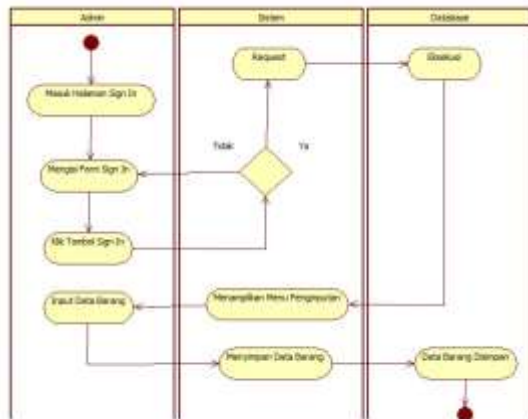 Admin
Sistem
Database
Request
Eksekusi
Masuk Halaman Sign In
Tidak
Ya
Mengisi Form Sign In
Klik Tombol Sign In
Input Data Barang
Menampilkan Menu Penginputan
Menyimpan Data Barang
Data Barang Disimpan